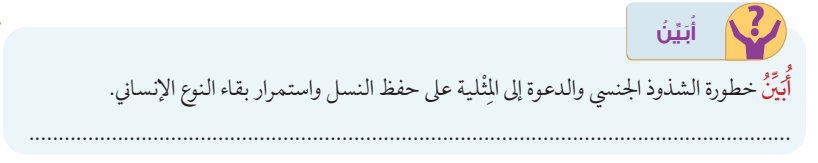 أُبَيِّنُ
أُبَيِّنُ خطورة الشذوذ الجنسي والدعوة إلى المِثْلية على حفظ النسل واستمرار بقاء النوع الإنساني.
....................................................................................................